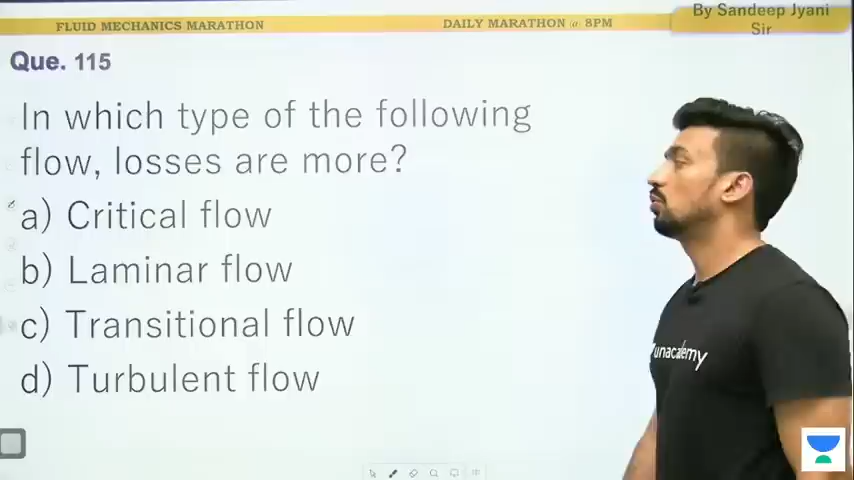 FLUID MECHANICS MARATHON
DAILY MARATHON @ 8PM
By Sandeep Jyani
Sir
Que. 115
In which type of the following
flow, losses are more?
a) Critical flow
b) Laminar flow
c) Transitional flow
d) Turbulent flow
unacademy